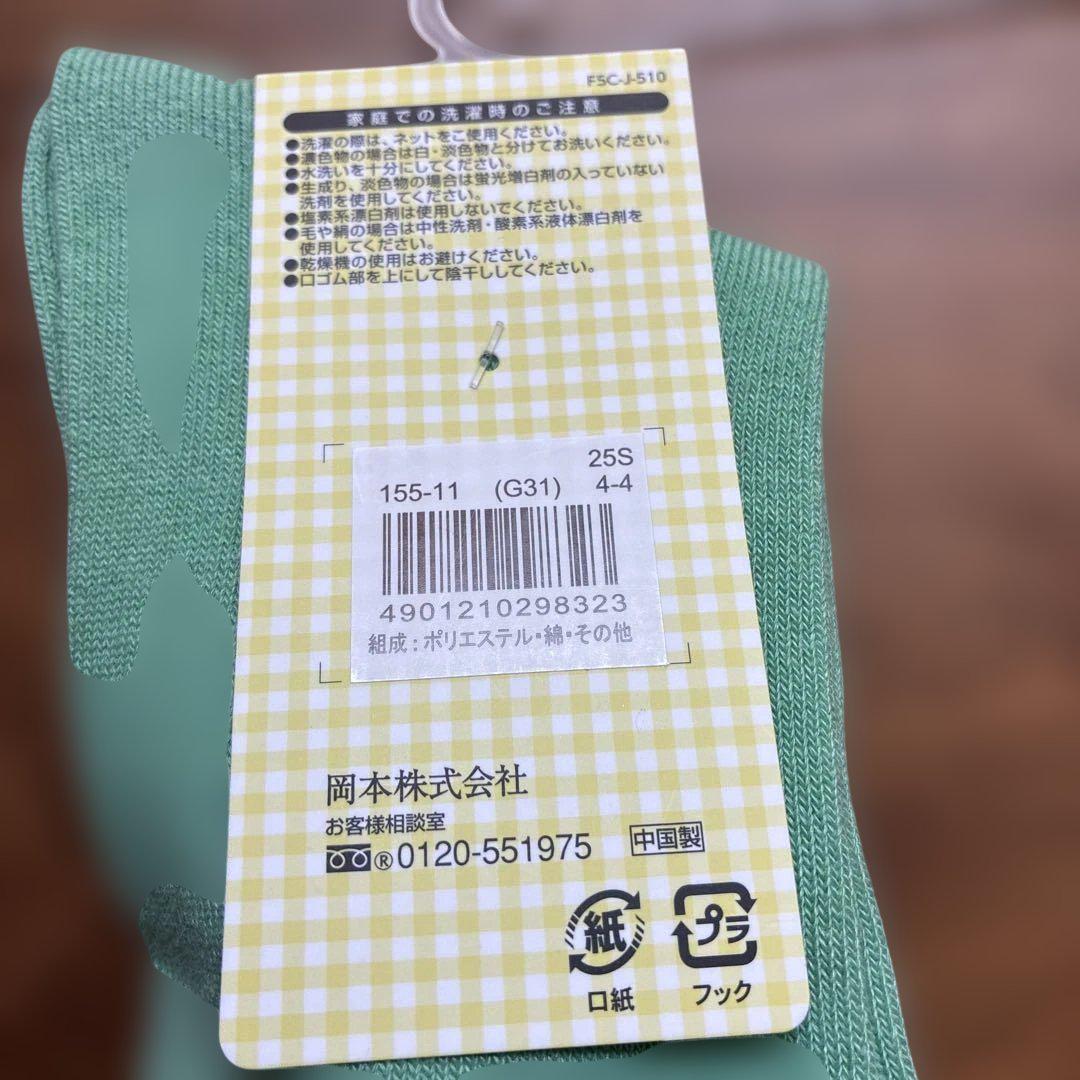 F5C-J-510
家庭での洗濯時のご注意
●洗濯の際は、ネットをご使用ください。
●濃色物の場合は白・淡色物と分けてお洗いください。
●水洗いを十分にしてください。
●生成り、淡色物の場合は蛍光増白剤の入っていない
洗剤を使用してください。
●塩素系漂白剤は使用しないでください。
●毛や絹の場合は中性洗剤・酸素系液体漂白剤を
使用してください。
●乾燥機の使用はお避けください。
●口ゴム部を上にして陰干ししてください。
25S
155-11 (G31) 4-4
4901210298323
組成:ポリエステル・綿・その他
岡本株式会社
お客様相談室
®0120-551975 中国製
紙 プラ
口紙 フック